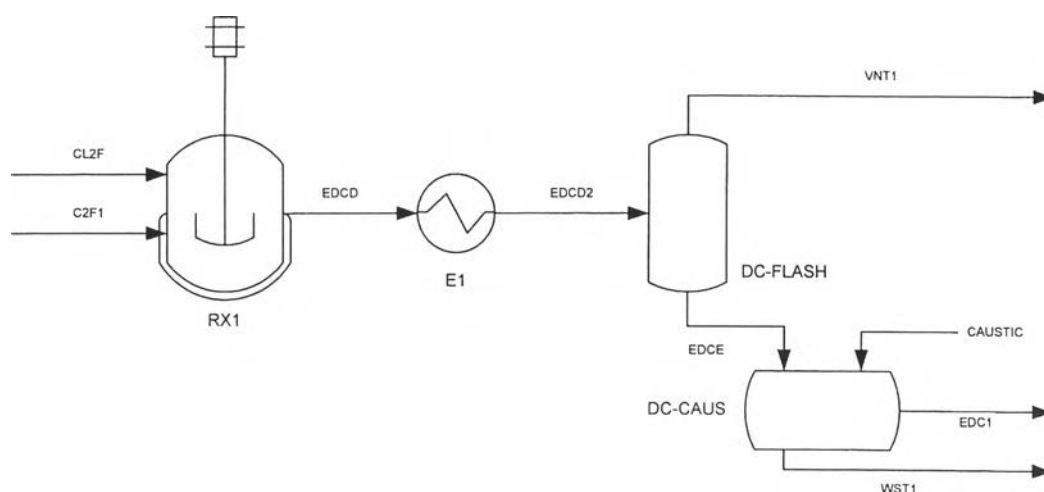 VNT1
CL2F
EDCD
EDCD2
C2F1
DC-FLASH
E1
RX1
CAUSTIC
EDCE
DC-CAUS
EDC1
WST1